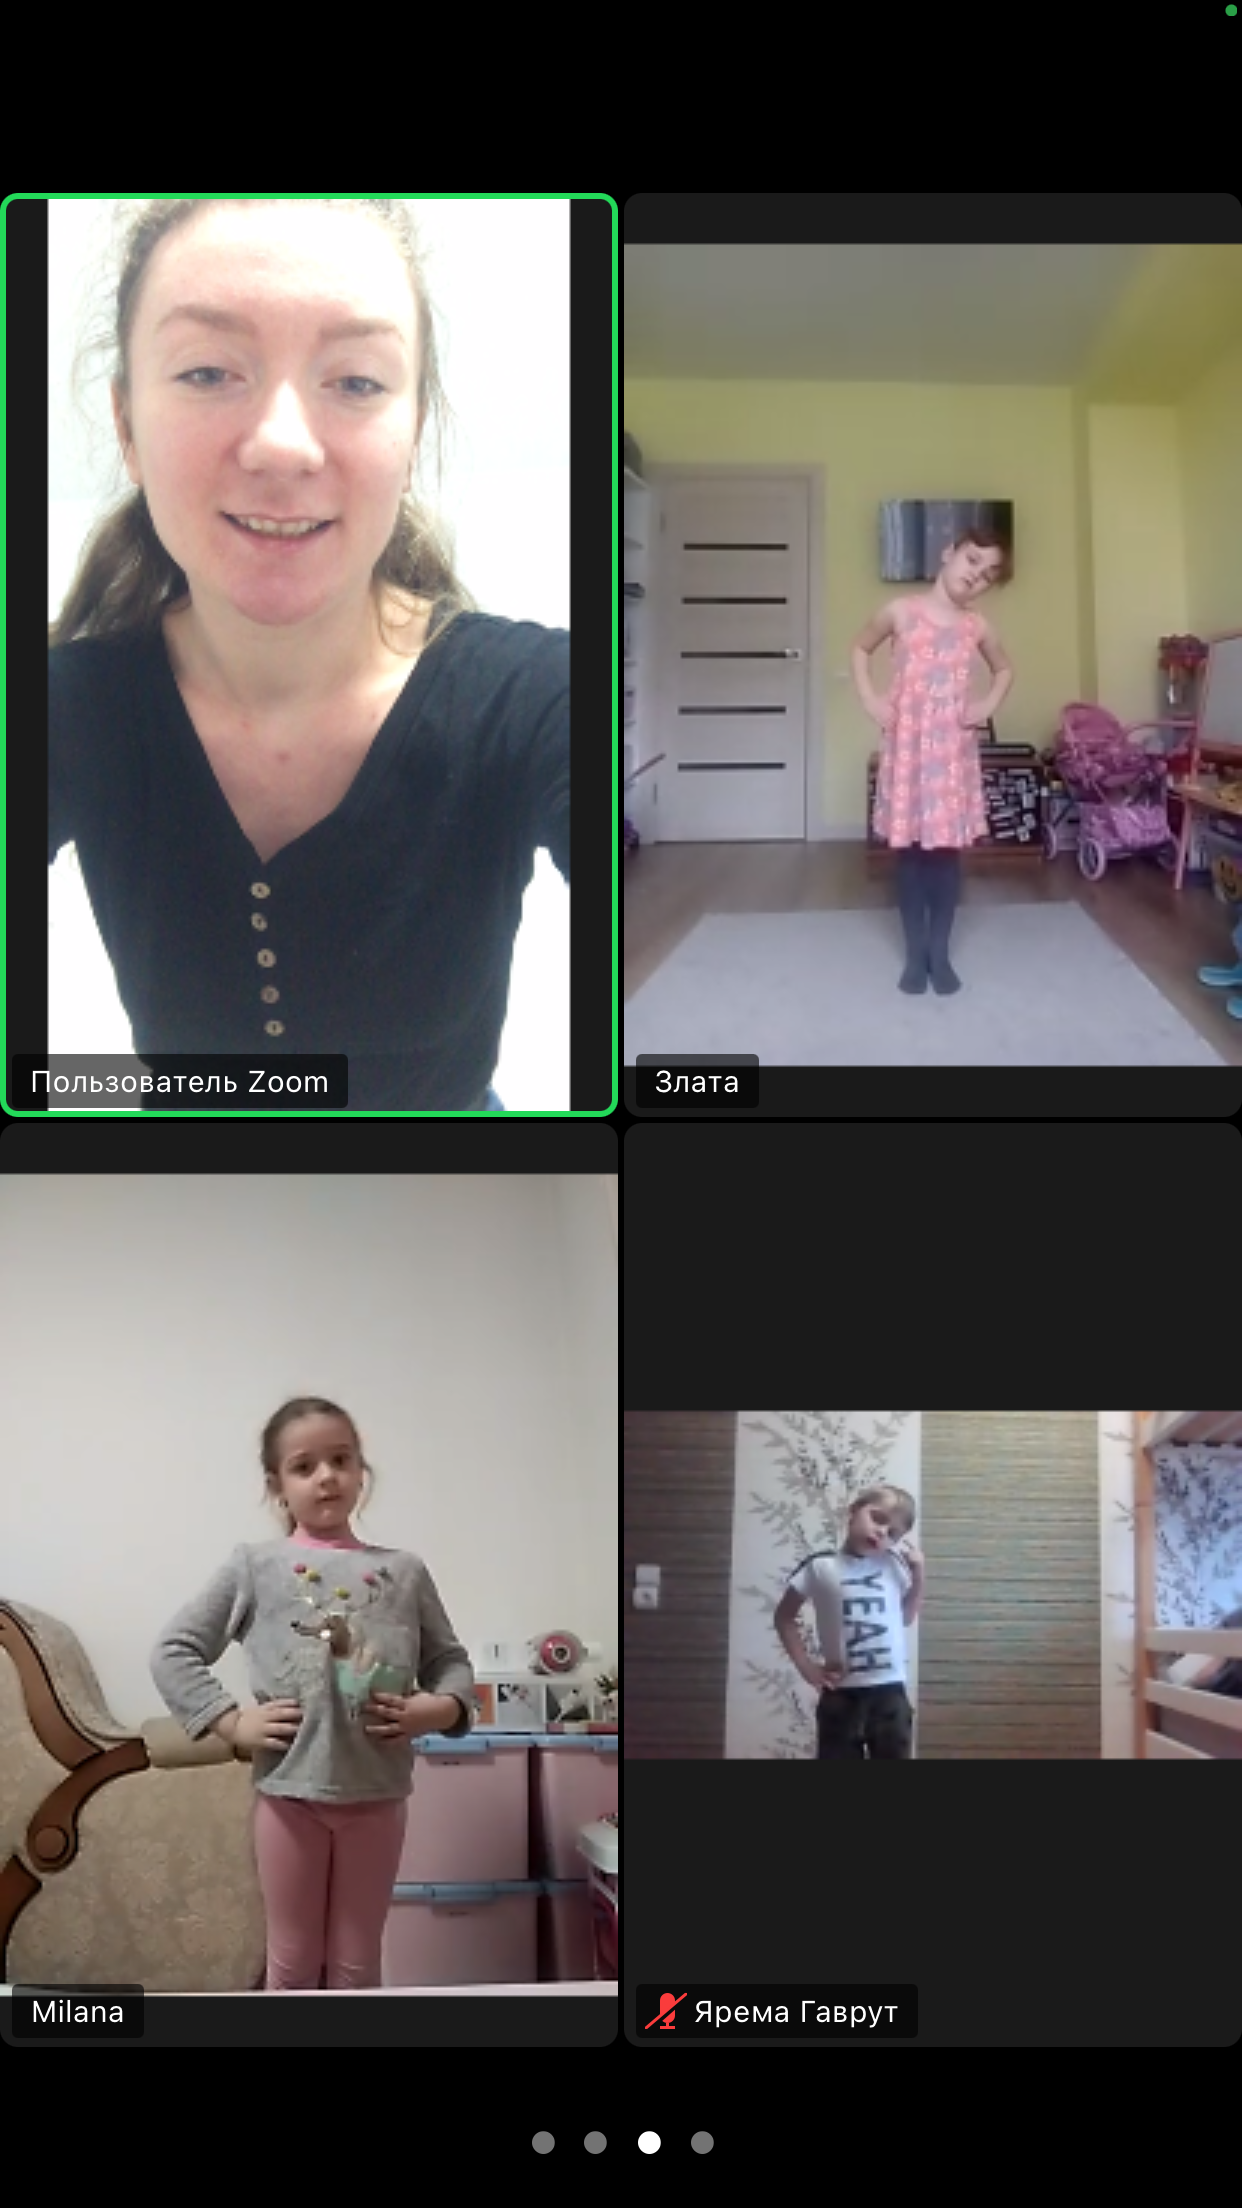 Пользователь Zoom
Злата
YEAH
Milana
Ярема Гаврут